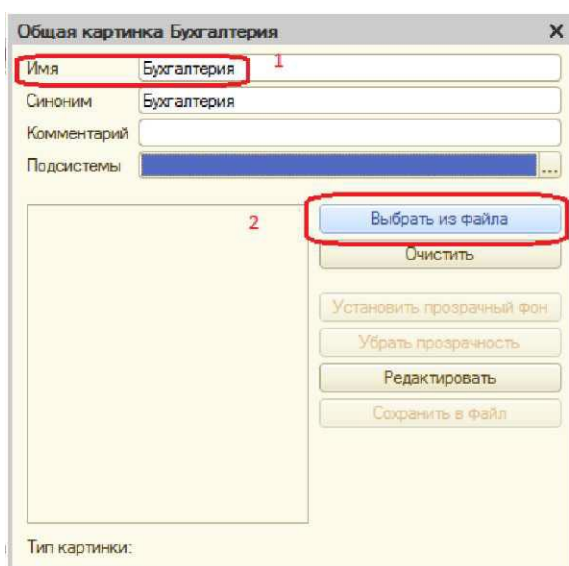 Общая картинка Бухгалтерия
Имя Бухгалтерия 1
Синоним Бухгалтерия
Комментарий
Подсистемы ...
2 Выбрать из файла
Очистить
Установить прозрачный фон
Убрать прозрачность
Редактировать
Сохранить в файл
Тип картинки: